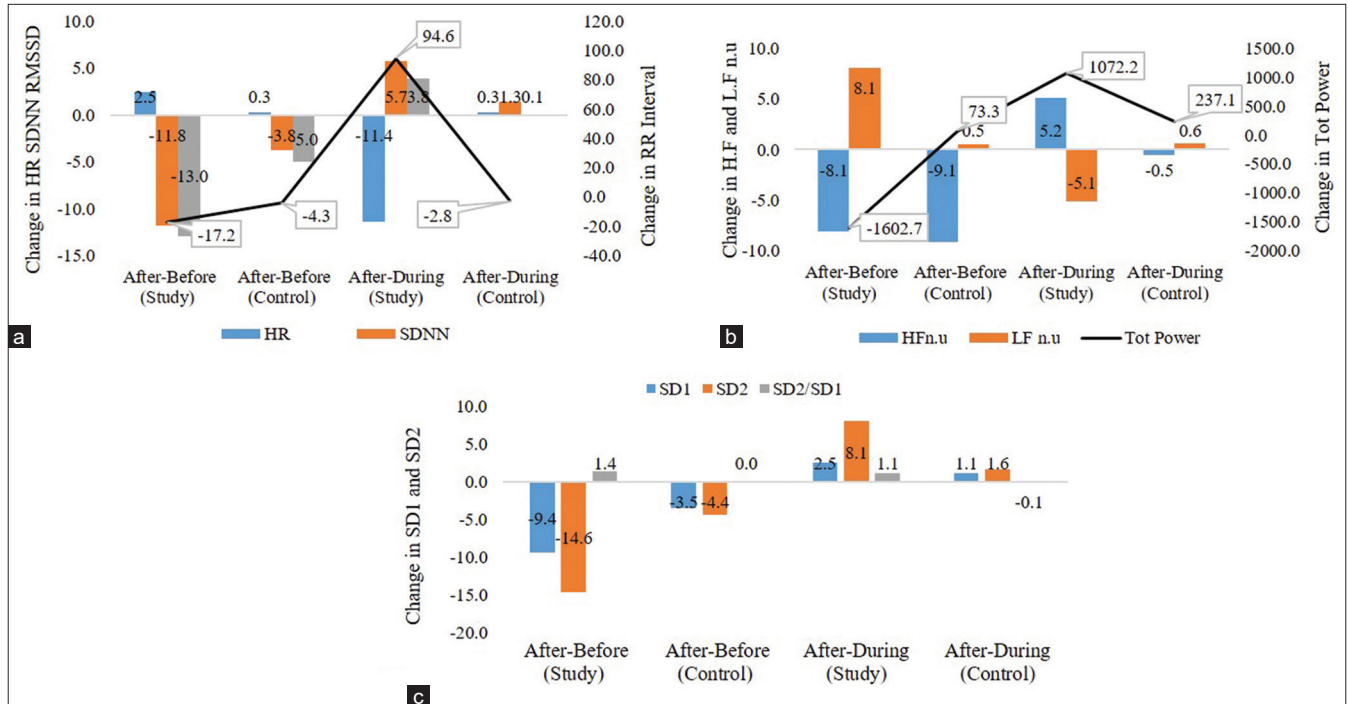 10.0
5.0
0.0
-5.0
-10.0
-15.0
Change in HR SDNN RMSSD
120.0
100.0
80.0
60.0
40.0
20.0
0.0
-20.0
-40.0
Change in RR Interval
2.5
-11.8
-13.0
-17.2
0.3
-3.8
-5.0
-4.3
-11.4
5.7
3.8
94.6
0.3
1.3
0.1
-2.8
After-Before
(Study)
After-Before
(Control)
After-During
(Study)
After-During
(Control)
HR
SDNN
a
10.0
5.0
0.0
-5.0
-10.0
Change in H.F and L.F n.u
1500.0
1000.0
500.0
0.0
-500.0
-1000.0
-1500.0
-2000.0
Change in Tot Power
-8.1
8.1
-1602.7
-9.1
0.5
73.3
5.2
-5.1
1072.2
-0.5
0.6
237.1
After-Before
(Study)
After-Before
(Control)
After-During
(Study)
After-During
(Control)
HFn.u
LF n.u
Tot Power
b
SD1
SD2
SD2/SD1
10.0
5.0
0.0
-5.0
-10.0
-15.0
-20.0
Change in SD1 and SD2
-9.4
-14.6
1.4
-3.5
-4.4
0.0
2.5
8.1
1.1
1.1
1.6
-0.1
After-Before
(Study)
After-Before
(Control)
After-During
(Study)
After-During
(Control)
c